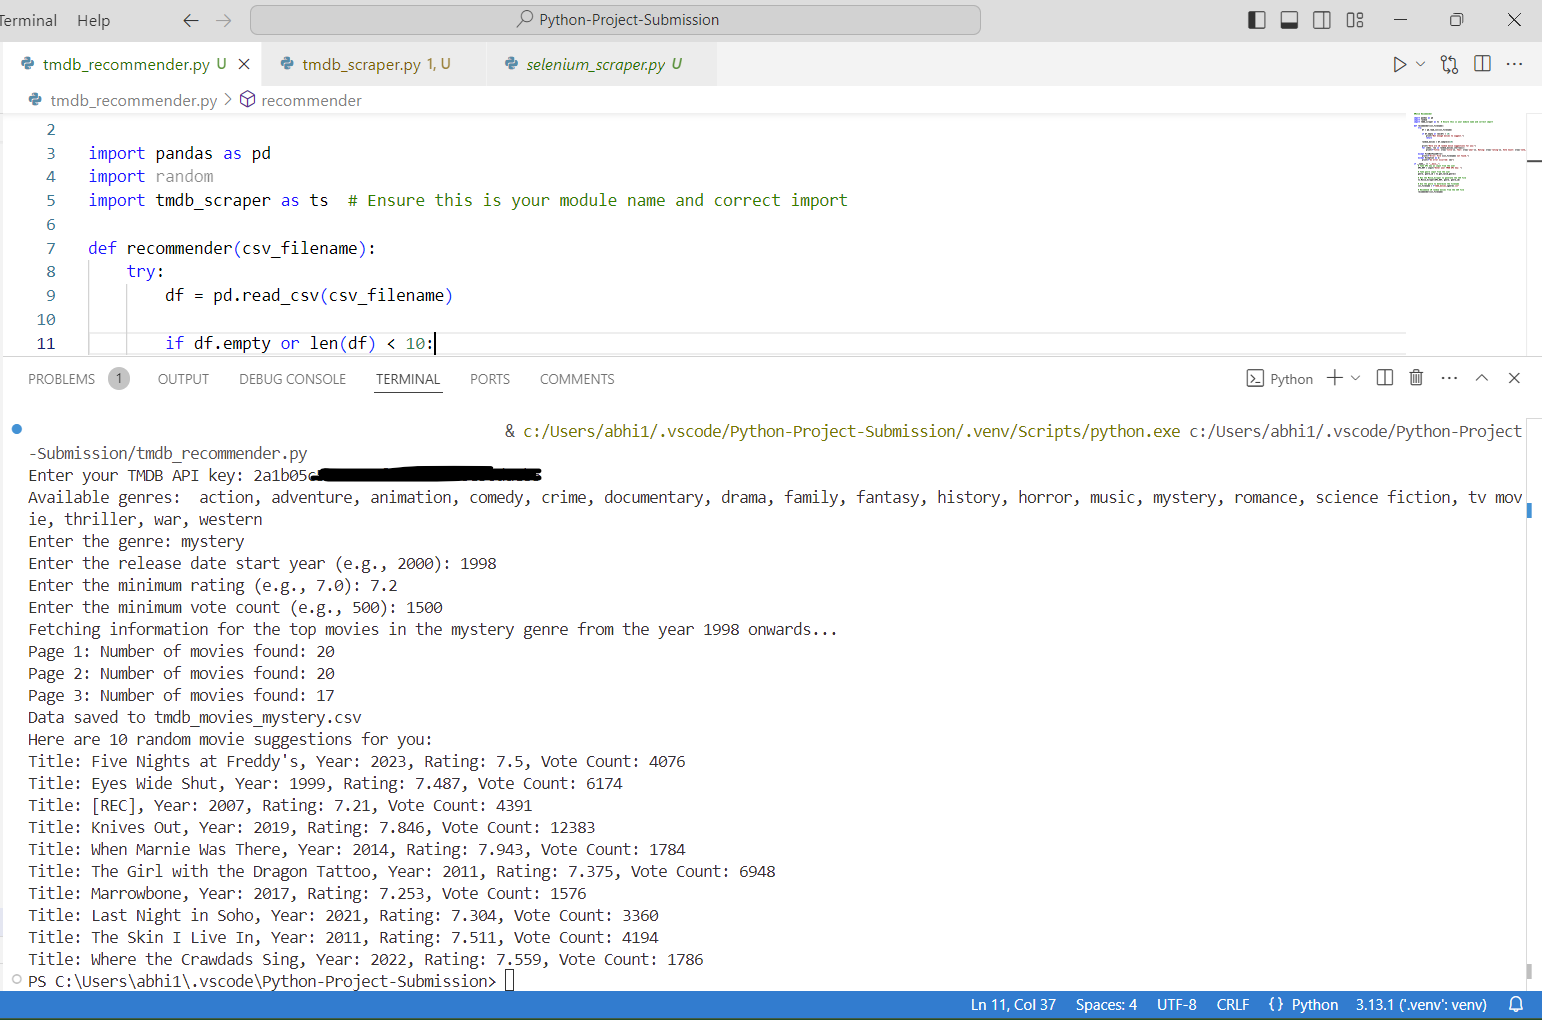 Terminal Help Python-Project-Submission
tmdb_recommender.py U tmdb_scraper.py 1, U selenium_scraper.py U
tmdb_recommender.py > recommender
2
3 import pandas as pd
4 import random
5 import tmdb_scraper as ts # Ensure this is your module name and correct import
6
7 def recommender(csv_filename):
8 try:
9 df = pd.read_csv(csv_filename)
10
11 if df.empty or len(df) < 10:
PROBLEMS 1 OUTPUT DEBUG CONSOLE TERMINAL PORTS COMMENTS Python
& c:/Users/abhi1/.vscode/Python-Project-Submission/.venv/Scripts/python.exe c:/Users/abhi1/.vscode/Python-Project
-Submission/tmdb_recommender.py
Enter your TMDB API key: 2a1b05
Available genres: action, adventure, animation, comedy, crime, documentary, drama, family, fantasy, history, horror, music, mystery, romance, science fiction, tv mov
ie, thriller, war, western
Enter the genre: mystery
Enter the release date start year (e.g., 2000): 1998
Enter the minimum rating (e.g., 7.0): 7.2
Enter the minimum vote count (e.g., 500): 1500
Fetching information for the top movies in the mystery genre from the year 1998 onwards...
Page 1: Number of movies found: 20
Page 2: Number of movies found: 20
Page 3: Number of movies found: 17
Data saved to tmdb_movies_mystery.csv
Here are 10 random movie suggestions for you:
Title: Five Nights at Freddy's, Year: 2023, Rating: 7.5, Vote Count: 4076
Title: Eyes Wide Shut, Year: 1999, Rating: 7.487, Vote Count: 6174
Title: [REC], Year: 2007, Rating: 7.21, Vote Count: 4391
Title: Knives Out, Year: 2019, Rating: 7.846, Vote Count: 12383
Title: When Marnie Was There, Year: 2014, Rating: 7.943, Vote Count: 1784
Title: The Girl with the Dragon Tattoo, Year: 2011, Rating: 7.375, Vote Count: 6948
Title: Marrowbone, Year: 2017, Rating: 7.253, Vote Count: 1576
Title: Last Night in Soho, Year: 2021, Rating: 7.304, Vote Count: 3360
Title: The Skin I Live In, Year: 2011, Rating: 7.511, Vote Count: 4194
Title: Where the Crawdads Sing, Year: 2022, Rating: 7.559, Vote Count: 1786
PS C:\Users\abhi1\.vscode\Python-Project-Submission>
Ln 11, Col 37 Spaces: 4 UTF-8 CRLF {} Python 3.13.1 ('.venv': venv)